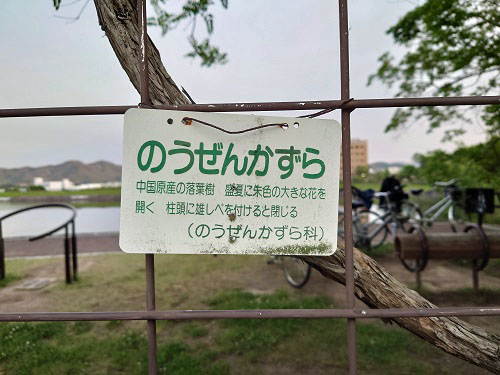 のうぜんかずら
中国原産の落葉樹　盛夏に朱色の大きな花を
開く　柱頭に雄しべを付けると閉じる
（のうぜんかずら科）